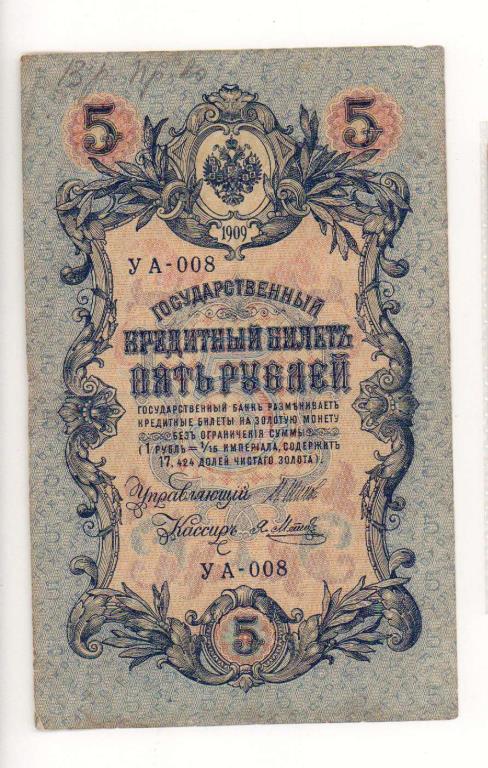 5 5
1909
УА-008
ГОСУДАРСТВЕННЫЙ
КРЕДИТНЫЙ БИЛЕТЪ
ПЯТЬ РУБЛЕЙ
ГОСУДАРСТВЕННЫЙ БАНКЪ РАЗМѢНИВАЕТЪ
КРЕДИТНЫЕ БИЛЕТЫ НА ЗОЛОТУЮ МОНЕТУ
БЕЗЪ ОГРАНИЧЕНІЯ СУММЫ
(1 РУБЛЬ = 1/15 ИМПЕРІАЛА, СОДЕРЖИТЪ
17,424 ДОЛЕЙ ЧИСТАГО ЗОЛОТА).
Управляющій
Кассиръ
УА-008
5